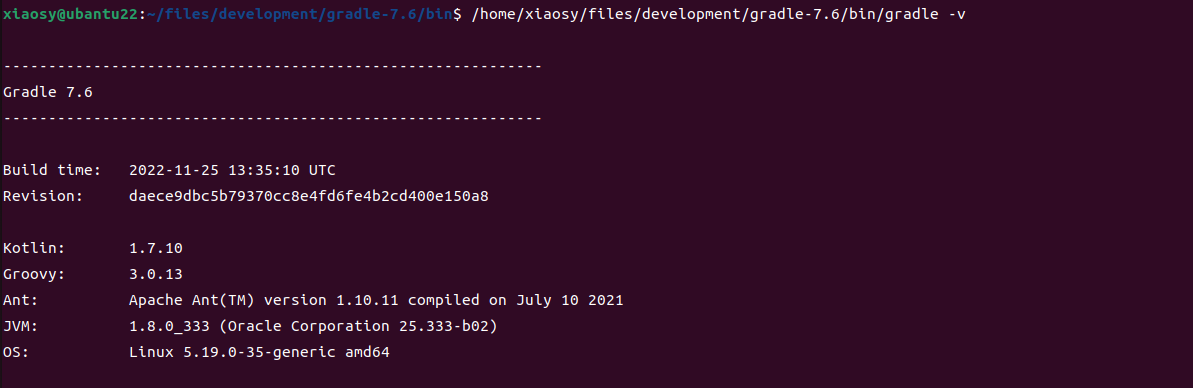 xiaosy@ubantu22:~/files/development/gradle-7.6/bin$ /home/xiaosy/files/development/gradle-7.6/bin/gradle -v
------------------------------------------------------------
Gradle 7.6
------------------------------------------------------------
Build time:   2022-11-25 13:35:10 UTC
Revision:     daece9dbc5b79370cc8e4fd6fe4b2cd400e150a8
Kotlin:       1.7.10
Groovy:       3.0.13
Ant:          Apache Ant(TM) version 1.10.11 compiled on July 10 2021
JVM:          1.8.0_333 (Oracle Corporation 25.333-b02)
OS:           Linux 5.19.0-35-generic amd64